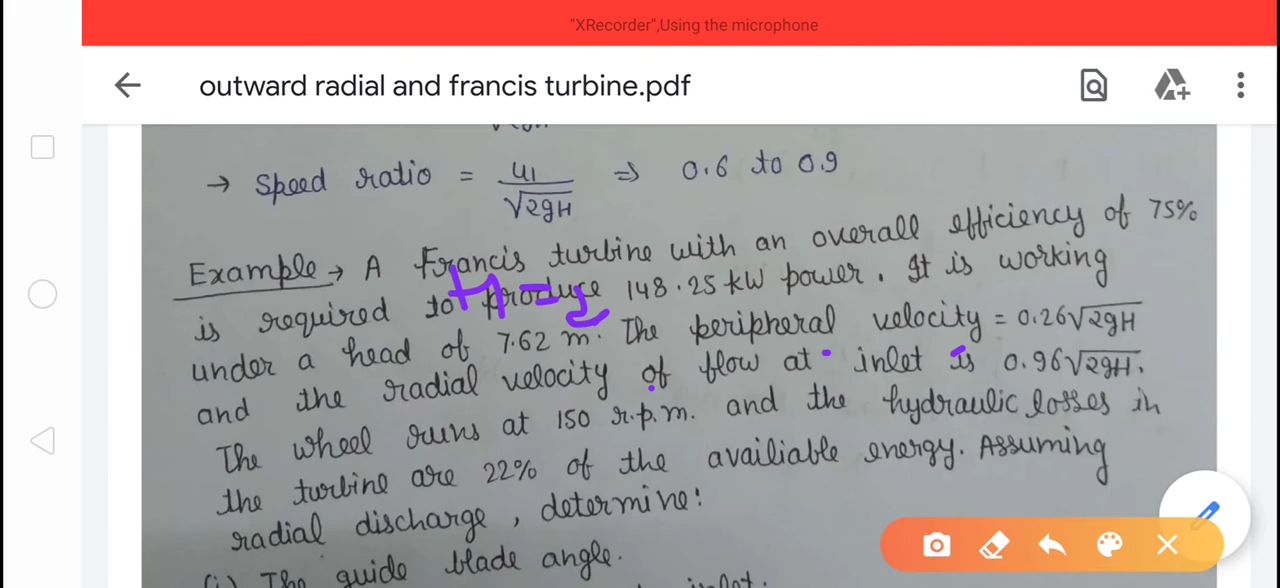 "XRecorder",Using the microphone
outward radial and francis turbine.pdf
→ Speed ratio = u1/√2gH ⇒ 0.6 to 0.9
Example → A Francis turbine with an overall efficiency of 75%
is required to produce 148.25 kW power. It is working
under a head of 7.62 m. The peripheral velocity = 0.26√2gH
and the radial velocity of flow at inlet is 0.96√2gH.
The wheel runs at 150 r.p.m. and the hydraulic losses in
the turbine are 22% of the availiable energy. Assuming
radial discharge, determine:
(i) The guide blade angle.
inlet.